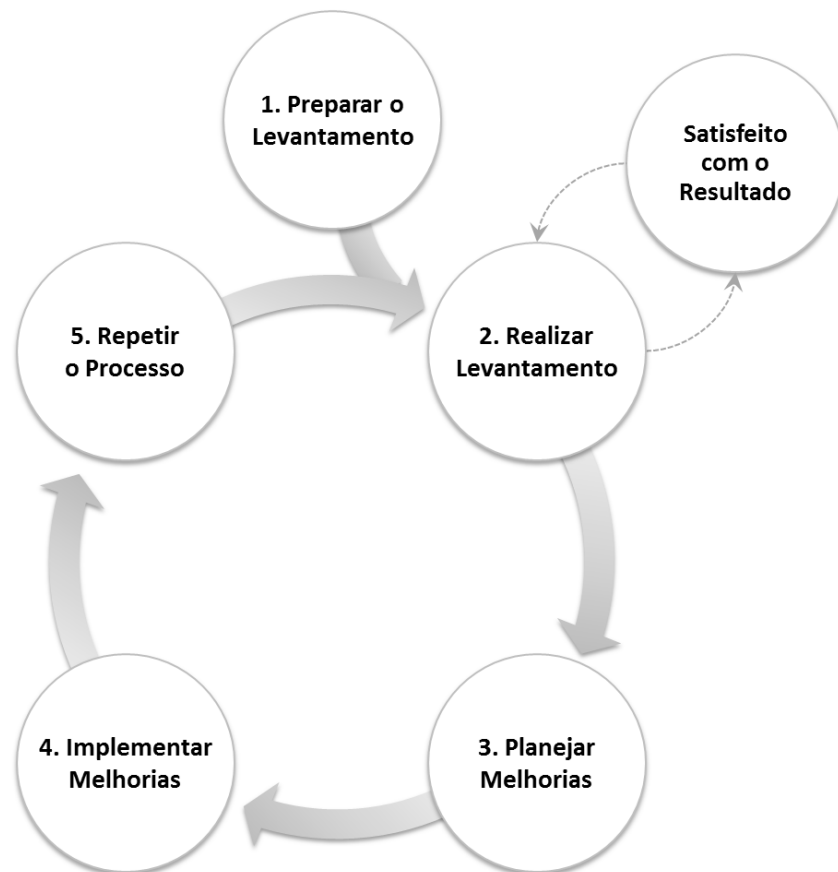 1. Preparar o
Levantamento
Satisfeito
com o
Resultado
5. Repetir
o Processo
2. Realizar
Levantamento
4. Implementar
Melhorias
3. Planejar
Melhorias